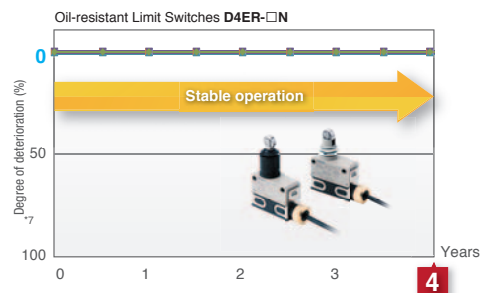 Oil-resistant Limit Switches D4ER-□N
0
Stable operation
50
100
Degree of deterioration (%)
*7
0 1 2 3 4
Years